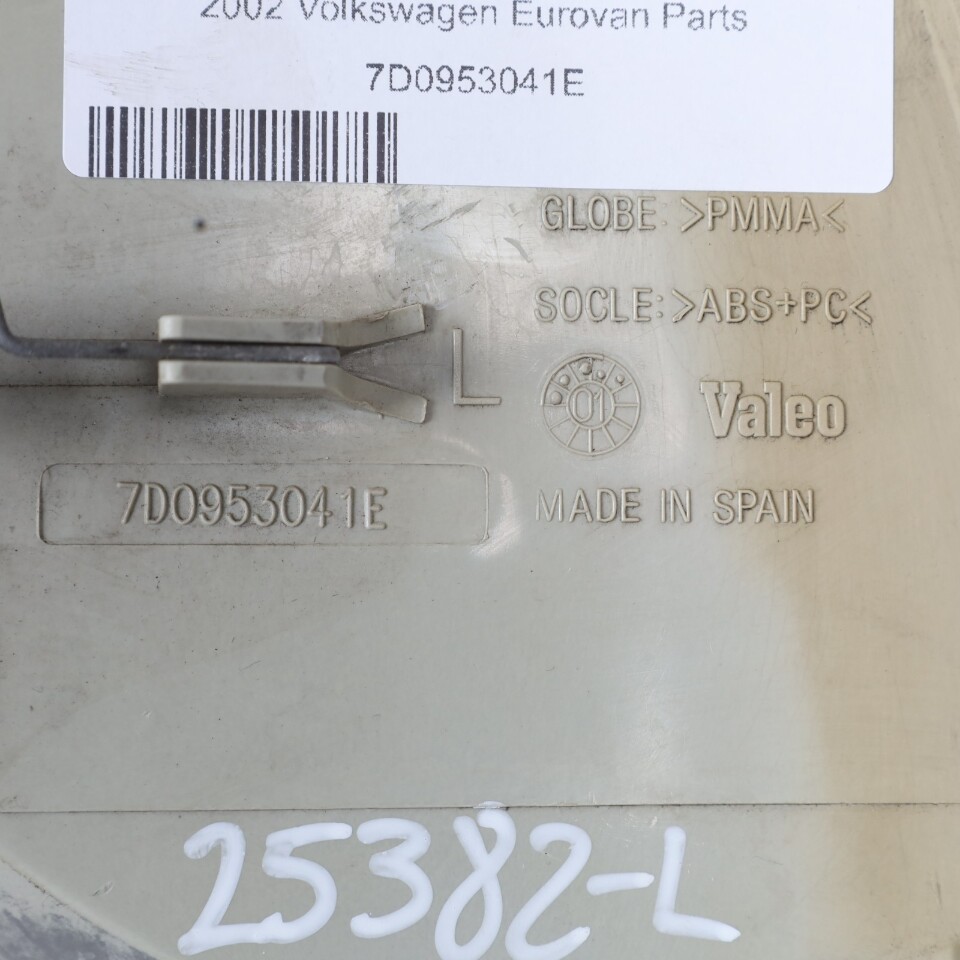 2002 Volkswagen Eurovan Parts
7D0953041E
GLOBE: >PMMA<
SOCLE: >ABS+PC<
L
01
Valeo
7D0953041E
MADE IN SPAIN
25382-L